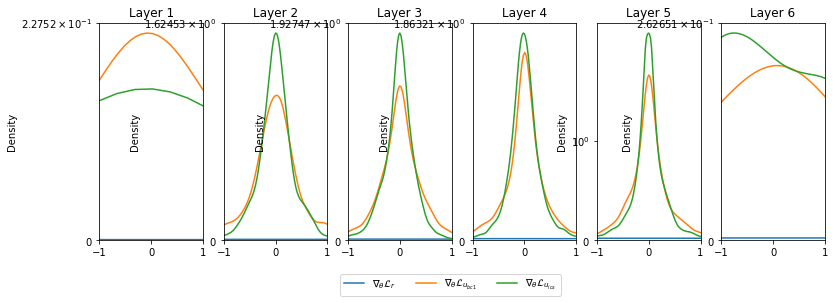 Layer 1
Layer 2
Layer 3
Layer 4
Layer 5
Layer 6
2.2752 × 10⁻¹
1.62453 × 10⁰
1.92747 × 10⁰
1.86321 × 10⁰
2.62651 × 10⁻¹
10⁰
10⁰
Density
Density
Density
Density
Density
Density
0
0
0
0
0
0
−1 0 1
−1 0 1
−1 0 1
−1 0 1
−1 0 1
−1 0 1
∇θℒr ∇θℒu_bc1 ∇θℒu_ics